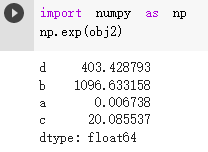 import numpy as np
np.exp(obj2)
d 403.428793
b 1096.633158
a 0.006738
c 20.085537
dtype: float64